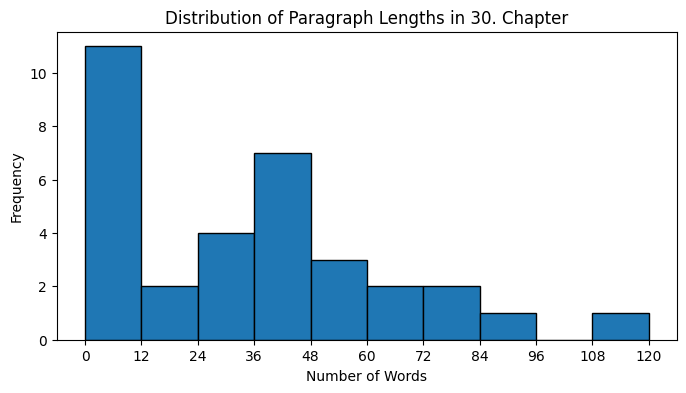 Distribution of Paragraph Lengths in 30. Chapter
10
8
6
4
2
0
Frequency
0 12 24 36 48 60 72 84 96 108 120
Number of Words